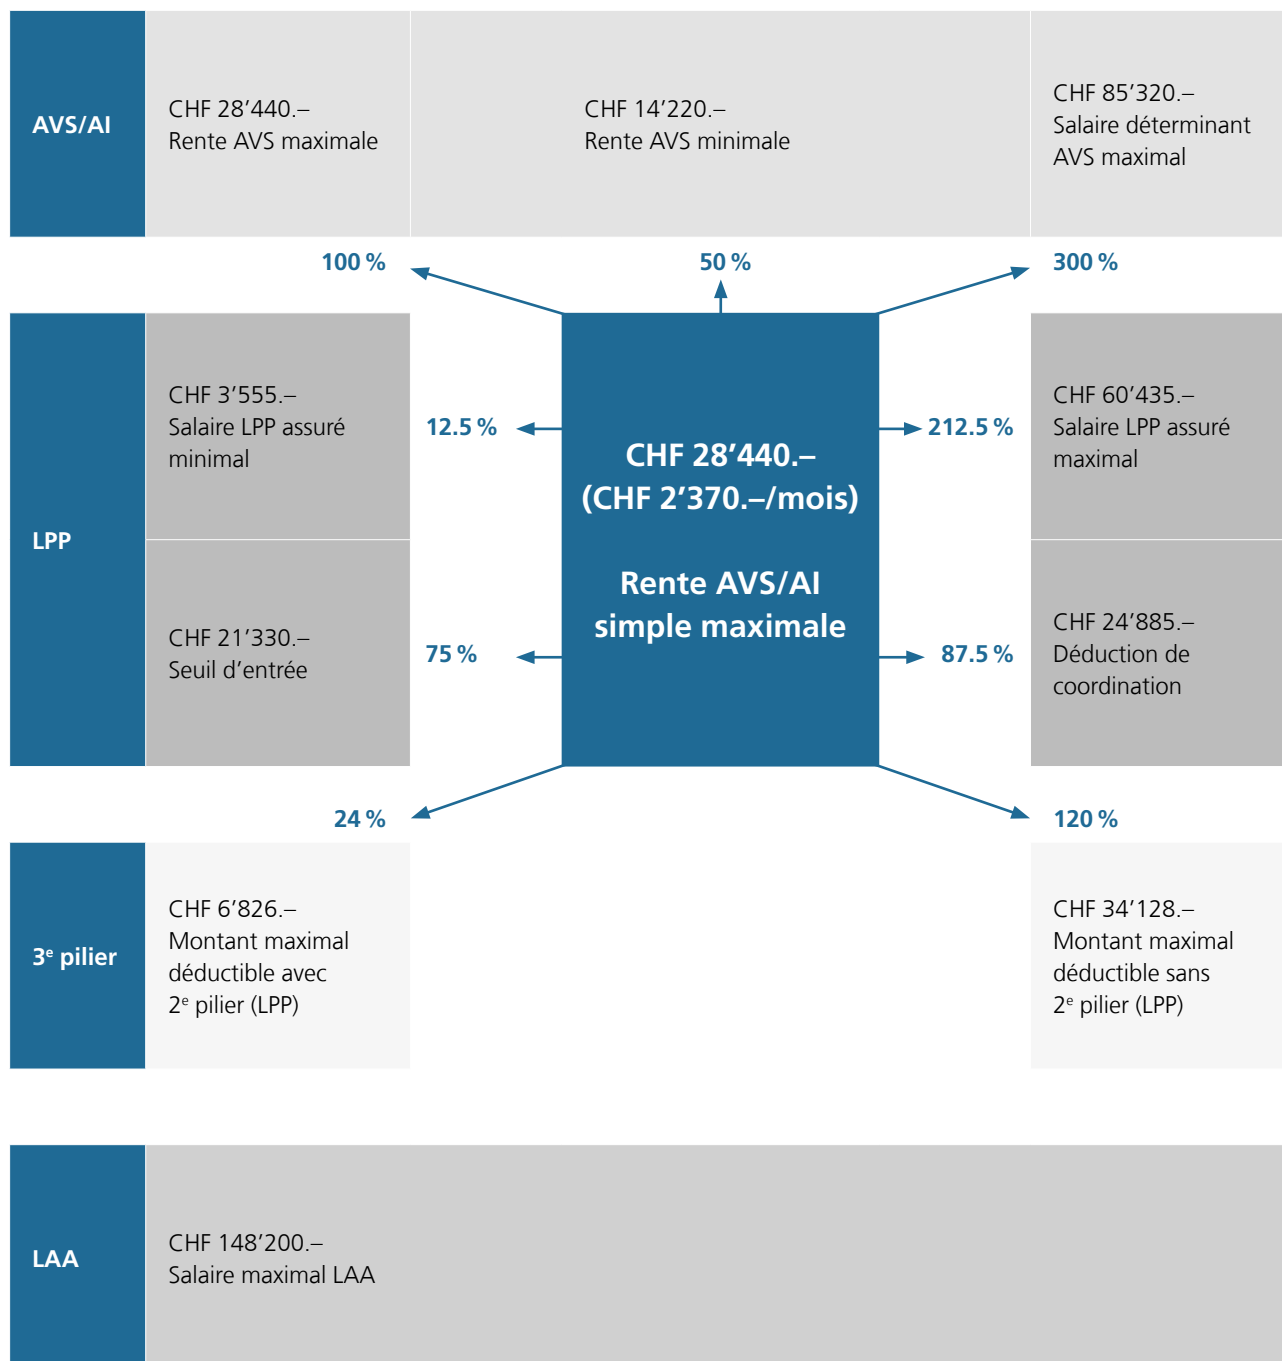 AVS/AI
CHF 28’440.–
Rente AVS maximale
CHF 14’220.–
Rente AVS minimale
CHF 85’320.–
Salaire déterminant
AVS maximal
100 %
50 %
300 %
LPP
CHF 3’555.–
Salaire LPP assuré
minimal
12.5 %
CHF 28’440.–
(CHF 2’370.–/mois)
Rente AVS/AI
simple maximale
212.5 %
CHF 60’435.–
Salaire LPP assuré
maximal
CHF 21’330.–
Seuil d’entrée
75 %
87.5 %
CHF 24’885.–
Déduction de
coordination
24 %
120 %
3e pilier
CHF 6’826.–
Montant maximal
déductible avec
2e pilier (LPP)
CHF 34’128.–
Montant maximal
déductible sans
2e pilier (LPP)
LAA
CHF 148’200.–
Salaire maximal LAA